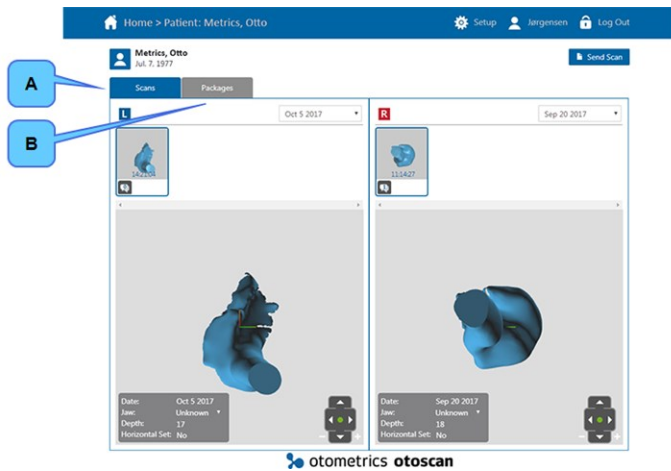 Home > Patient: Metrics, Otto
Setup
Jørgensen
Log Out
Metrics, Otto
Jul. 7, 1977
Send Scan
A
Scans
Packages
B
L
Oct 5 2017
R
Sep 20 2017
14:21:04
11:14:27
Date: Oct 5 2017
Jaw: Unknown
Depth: 17
Horizontal Set: No
Date: Sep 20 2017
Jaw: Unknown
Depth: 18
Horizontal Set: No
otometrics otoscan